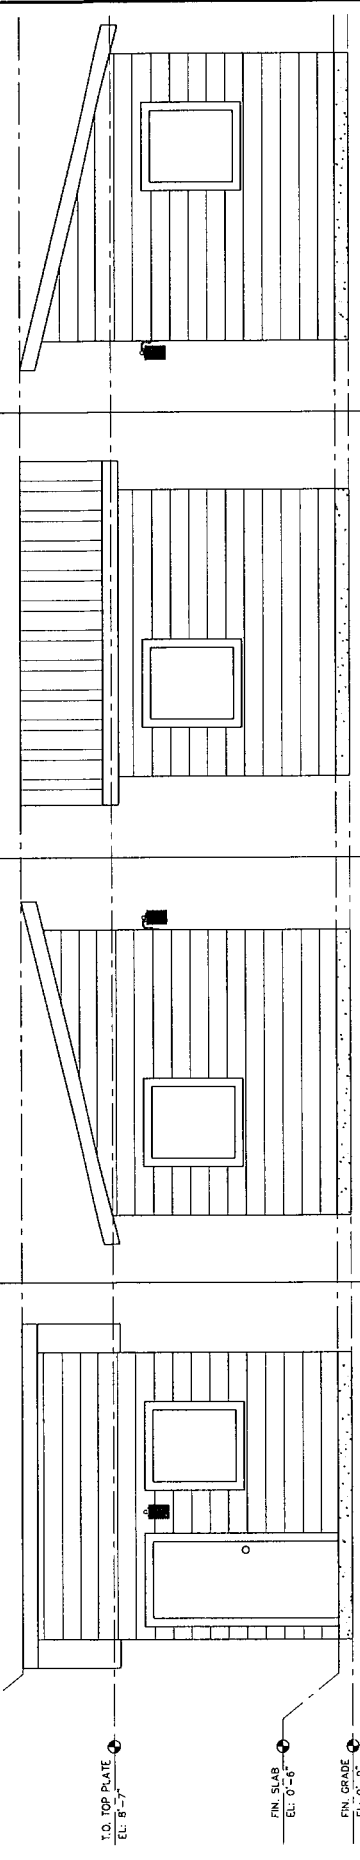 T.O. TOP PLATE
EL: 8'-7"
FIN. SLAB
EL: 0'-6"
FIN. GRADE